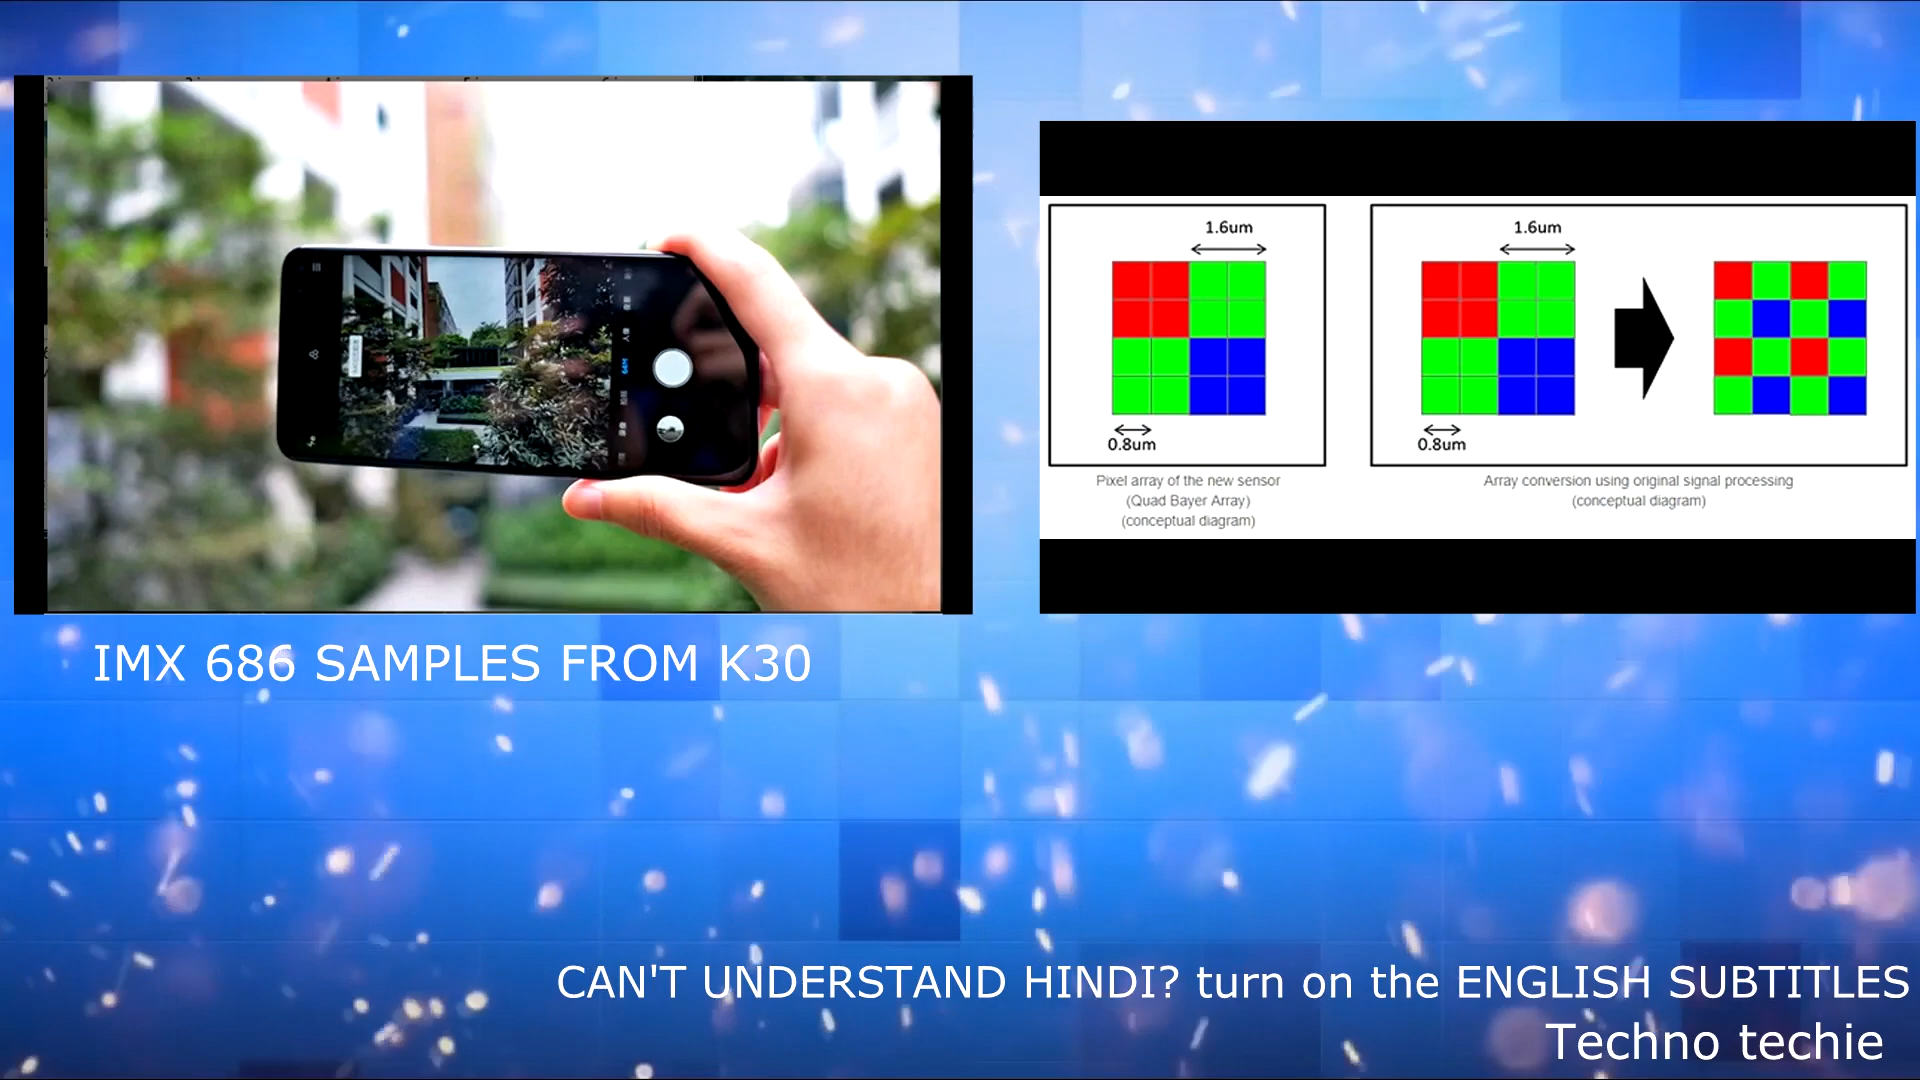 1.6um
0.8um
Pixel array of the new sensor
(Quad Bayer Array)
(conceptual diagram)
1.6um
0.8um
Array conversion using original signal processing
(conceptual diagram)
IMX 686 SAMPLES FROM K30
CAN'T UNDERSTAND HINDI? turn on the ENGLISH SUBTITLES
Techno techie